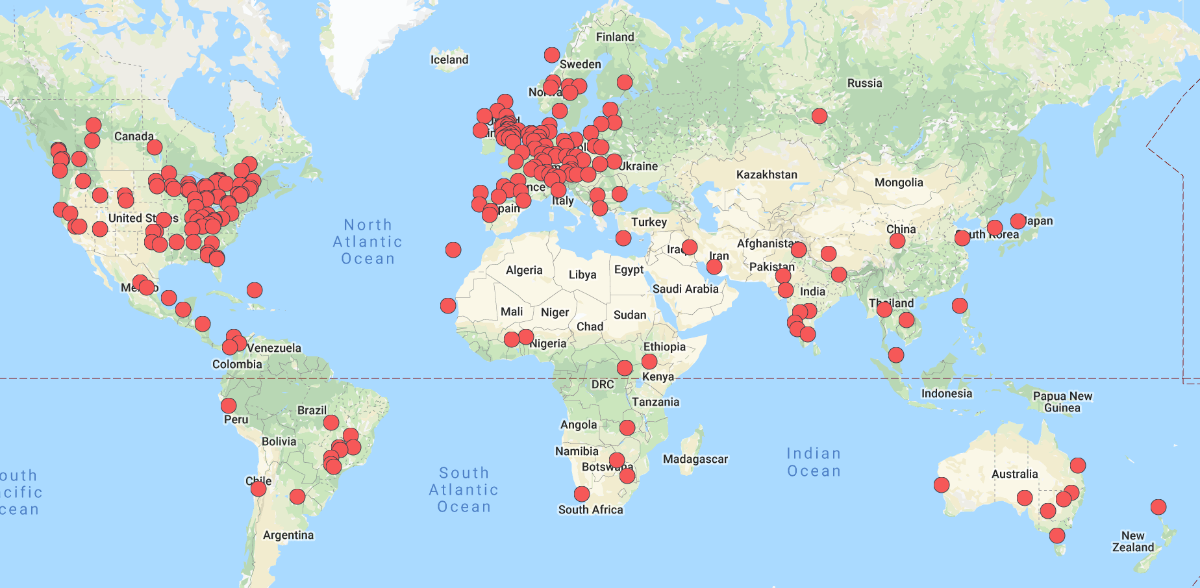 Finland
Iceland
Sweden
Russia
Canada
Ukraine
Kazakhstan
Mongolia
United States
North
Atlantic
Ocean
Italy
Turkey
China
South Korea
Japan
Afghanistan
Iran
Algeria
Libya
Egypt
Pakistan
Saudi Arabia
India
Mali
Niger
Chad
Sudan
Thailand
Nigeria
Ethiopia
Venezuela
Colombia
DRC
Kenya
Tanzania
Indonesia
Papua New
Guinea
Peru
Brazil
Angola
Bolivia
Namibia
Botswana
Madagascar
Indian
Ocean
South
Atlantic
Ocean
Australia
outh
cific
cean
Chile
South Africa
Argentina
New
Zealand